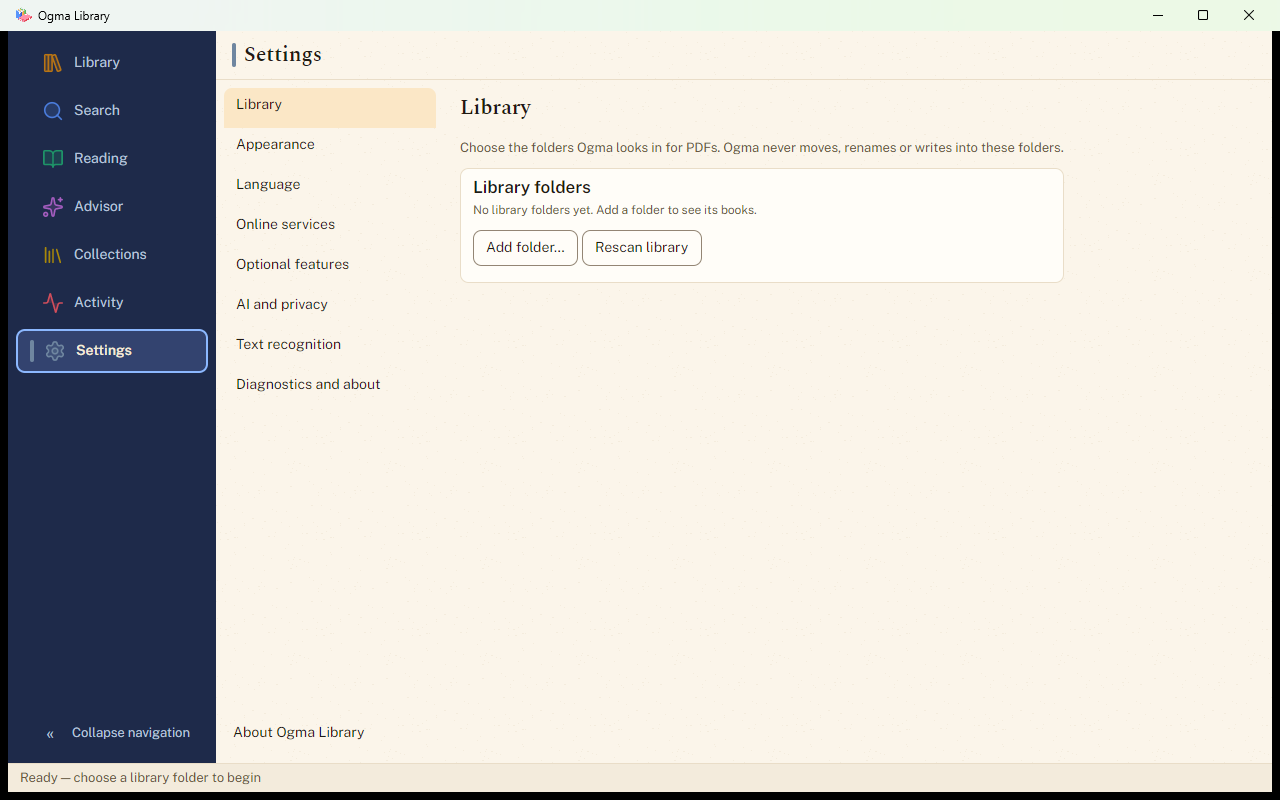 Ogma Library
Library
Search
Reading
Advisor
Collections
Activity
Settings
« Collapse navigation
Settings
Library
Appearance
Language
Online services
Optional features
AI and privacy
Text recognition
Diagnostics and about
About Ogma Library
Library
Choose the folders Ogma looks in for PDFs. Ogma never moves, renames or writes into these folders.
Library folders
No library folders yet. Add a folder to see its books.
Add folder... Rescan library
Ready — choose a library folder to begin